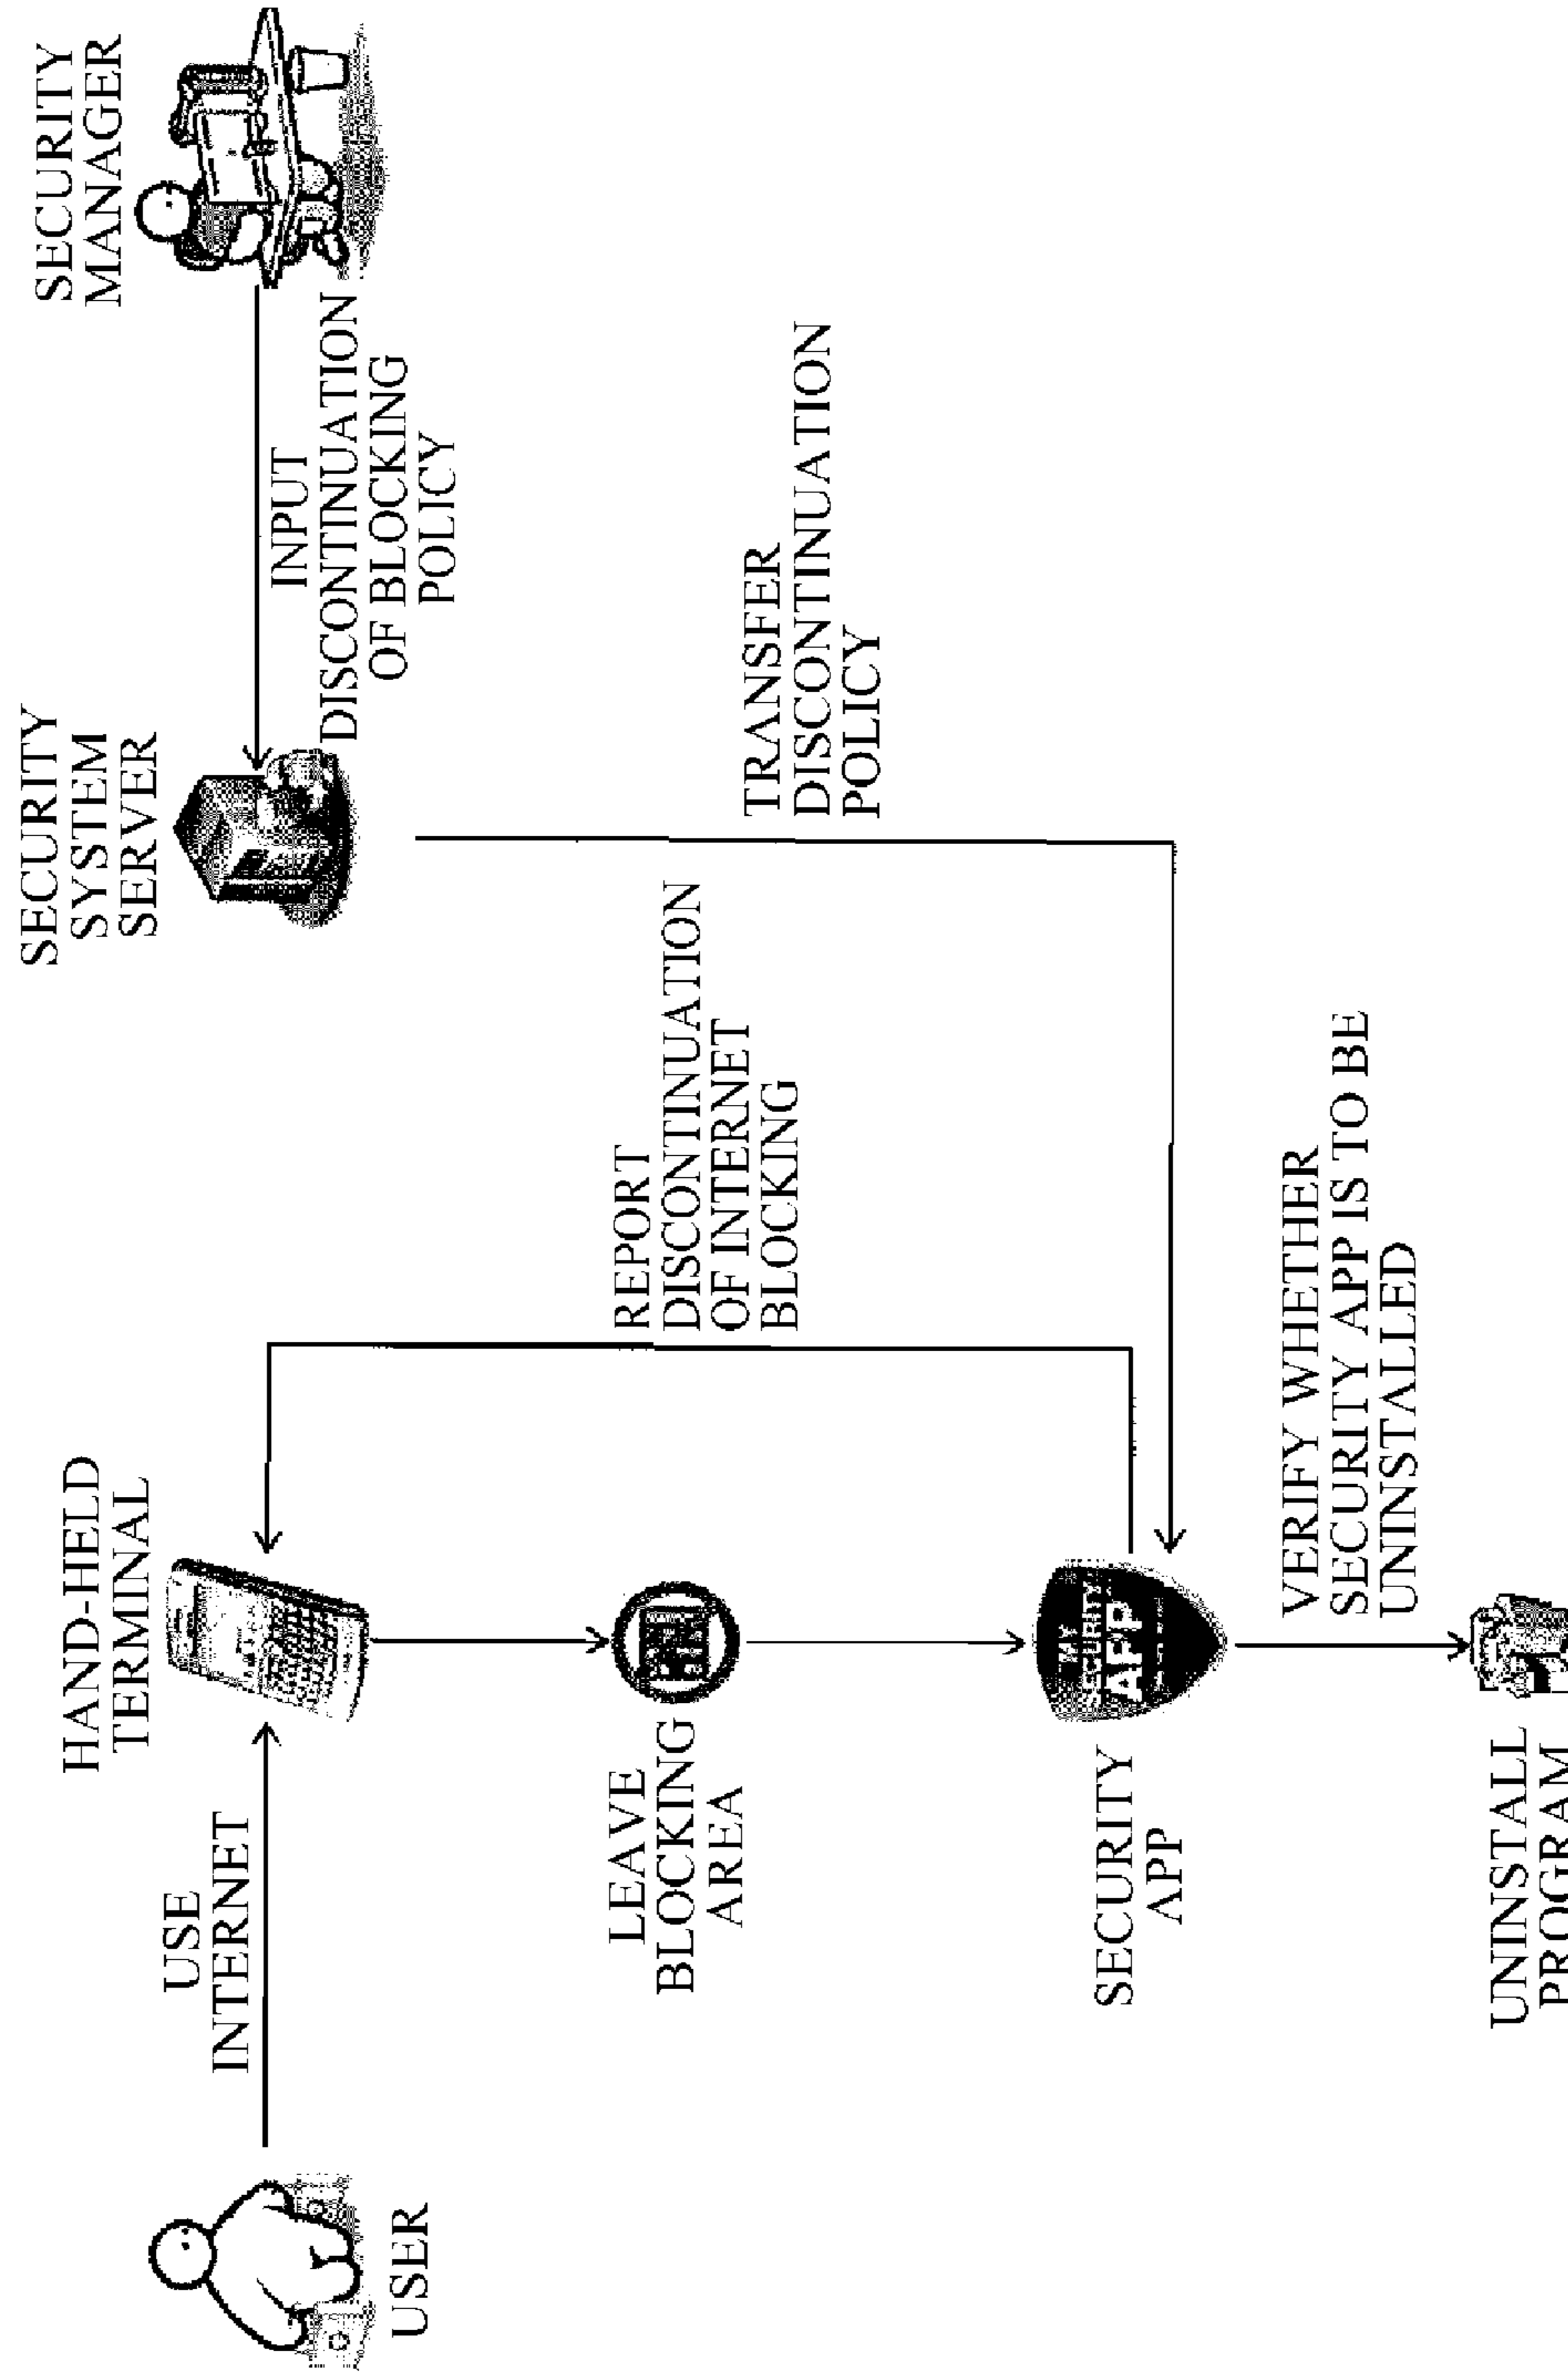 USER
USE
INTERNET
HAND-HELD
TERMINAL
SECURITY
SYSTEM
SERVER
SECURITY
MANAGER
INPUT
DISCONTINUATION
OF BLOCKING
POLICY
LEAVE
BLOCKING
AREA
REPORT
DISCONTINUATION
OF INTERNET
BLOCKING
TRANSFER
DISCONTINUATION
POLICY
SECURITY
APP
SECURITY
APP
VERIFY WHETHER
SECURITY APP IS TO BE
UNINSTALLED
UNINSTALL
PROGRAM